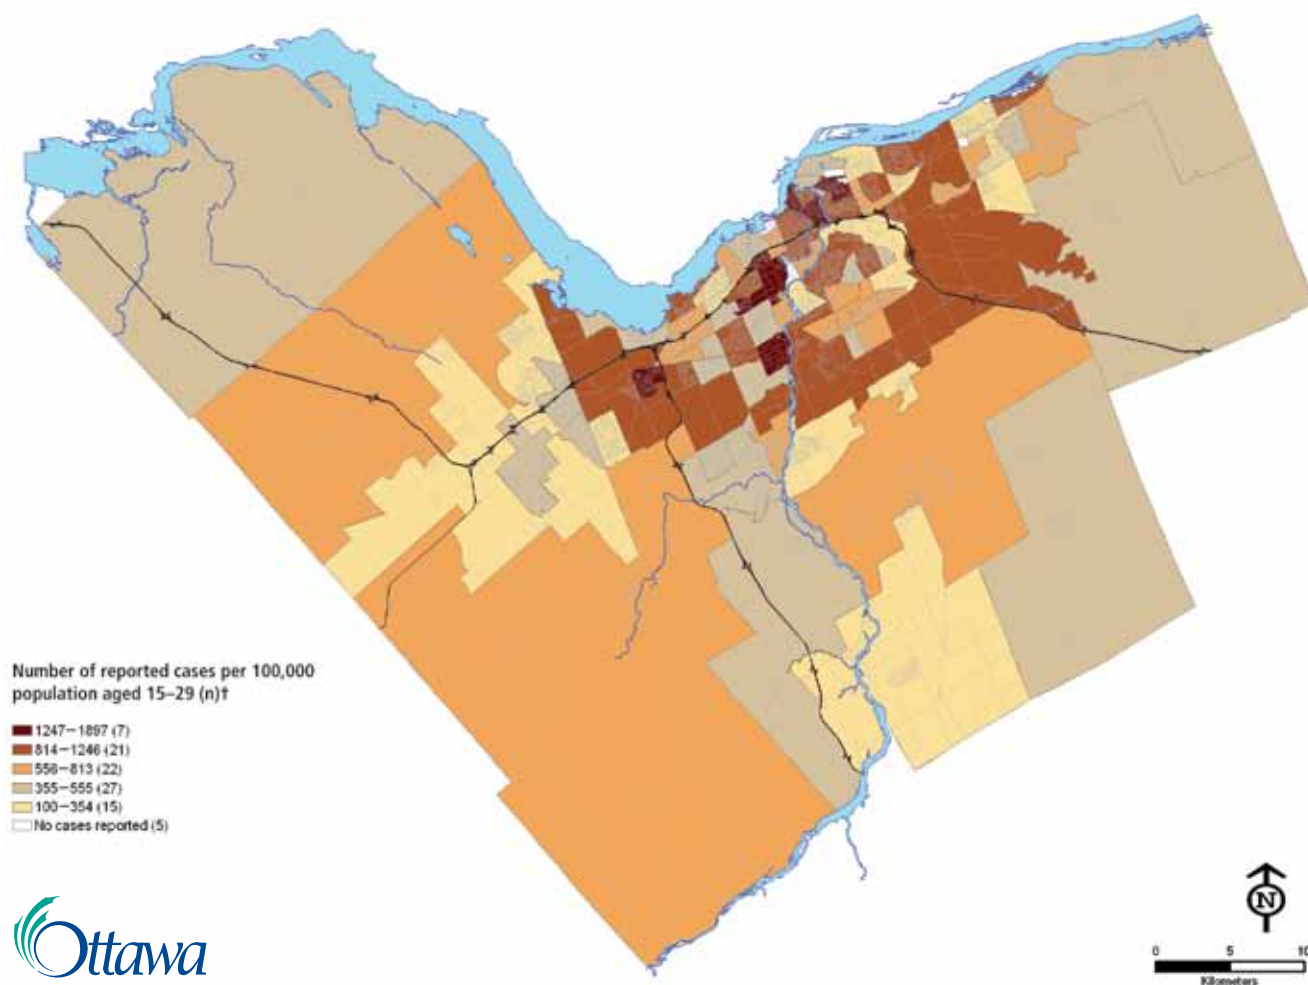 Number of reported cases per 100,000
population aged 15–29 (n)†
1247–1897 (7)
814–1246 (21)
556–813 (22)
355–555 (27)
100–354 (15)
No cases reported (5)
Ottawa
N
0 5 10
Kilometers